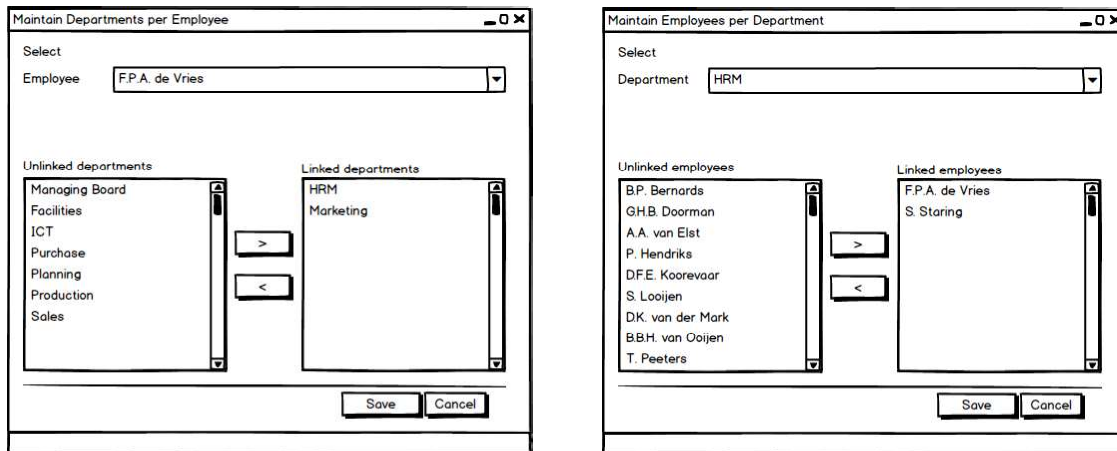 Maintain Departments per Employee
Select
Employee F.P.A. de Vries
Unlinked departments
Managing Board
Facilities
ICT
Purchase
Planning
Production
Sales
>
<
Linked departments
HRM
Marketing
Save Cancel
Maintain Employees per Department
Select
Department HRM
Unlinked employees
B.P. Bernards
G.H.B. Doorman
A.A. van Elst
P. Hendriks
D.F.E. Koorevaar
S. Looijen
D.K. van der Mark
B.B.H. van Ooijen
T. Peeters
>
<
Linked employees
F.P.A. de Vries
S. Staring
Save Cancel